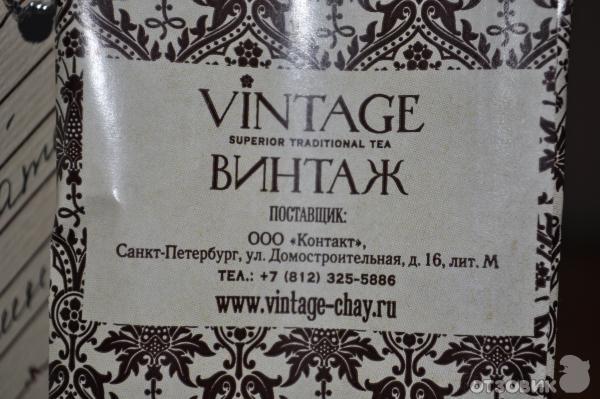 VINTAGE
SUPERIOR TRADITIONAL TEA
ВИНТАЖ
ПОСТАВЩИК:
ООО «Контакт»,
Санкт-Петербург, ул. Домостроительная, д. 16, лит. М
ТЕЛ.: +7 (812) 325-5886
www.vintage-chay.ru
ОТЗОВИК